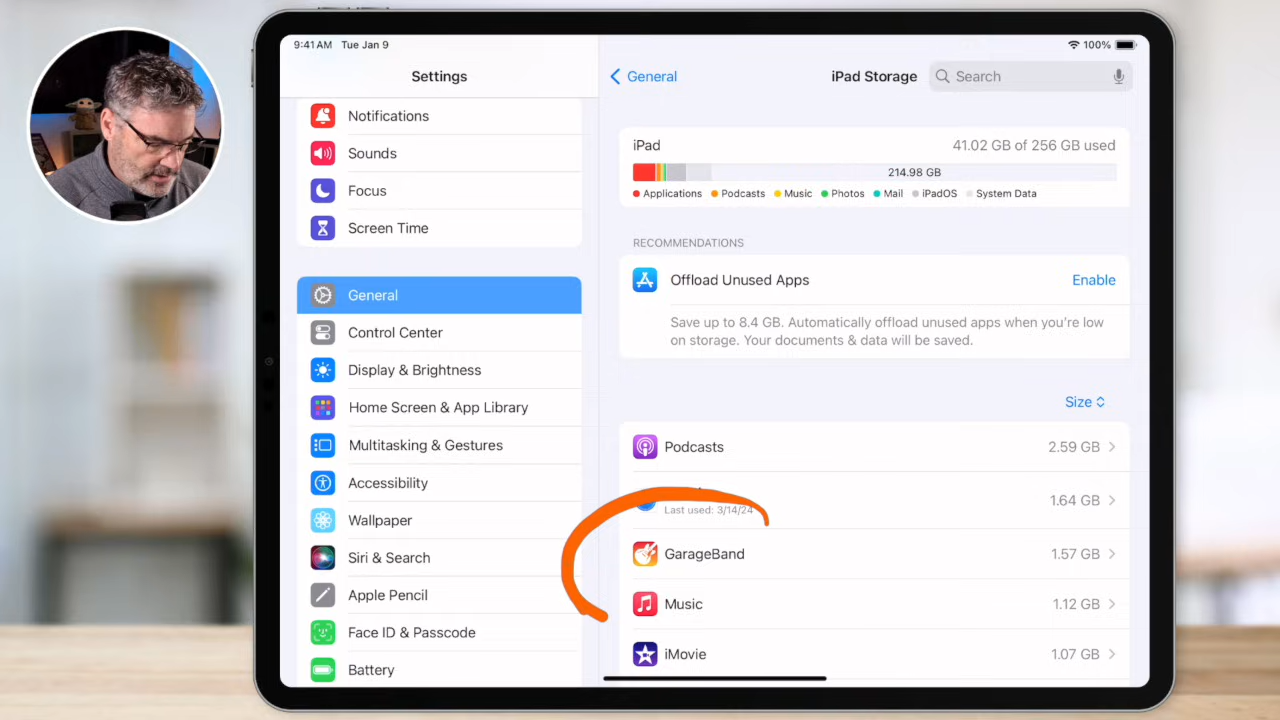 9:41 AM Tue Jan 9
100%
Settings
Notifications
Sounds
Focus
Screen Time
General
Control Center
Display & Brightness
Home Screen & App Library
Multitasking & Gestures
Accessibility
Wallpaper
Siri & Search
Apple Pencil
Face ID & Passcode
Battery
General
iPad Storage
Search
iPad
41.02 GB of 256 GB used
214.98 GB
Applications Podcasts Music Photos Mail iPadOS System Data
RECOMMENDATIONS
Offload Unused Apps
Enable
Save up to 8.4 GB. Automatically offload unused apps when you're low
on storage. Your documents & data will be saved.
Size
Podcasts
2.59 GB
Last used: 3/14/24
1.64 GB
GarageBand
1.57 GB
Music
1.12 GB
iMovie
1.07 GB